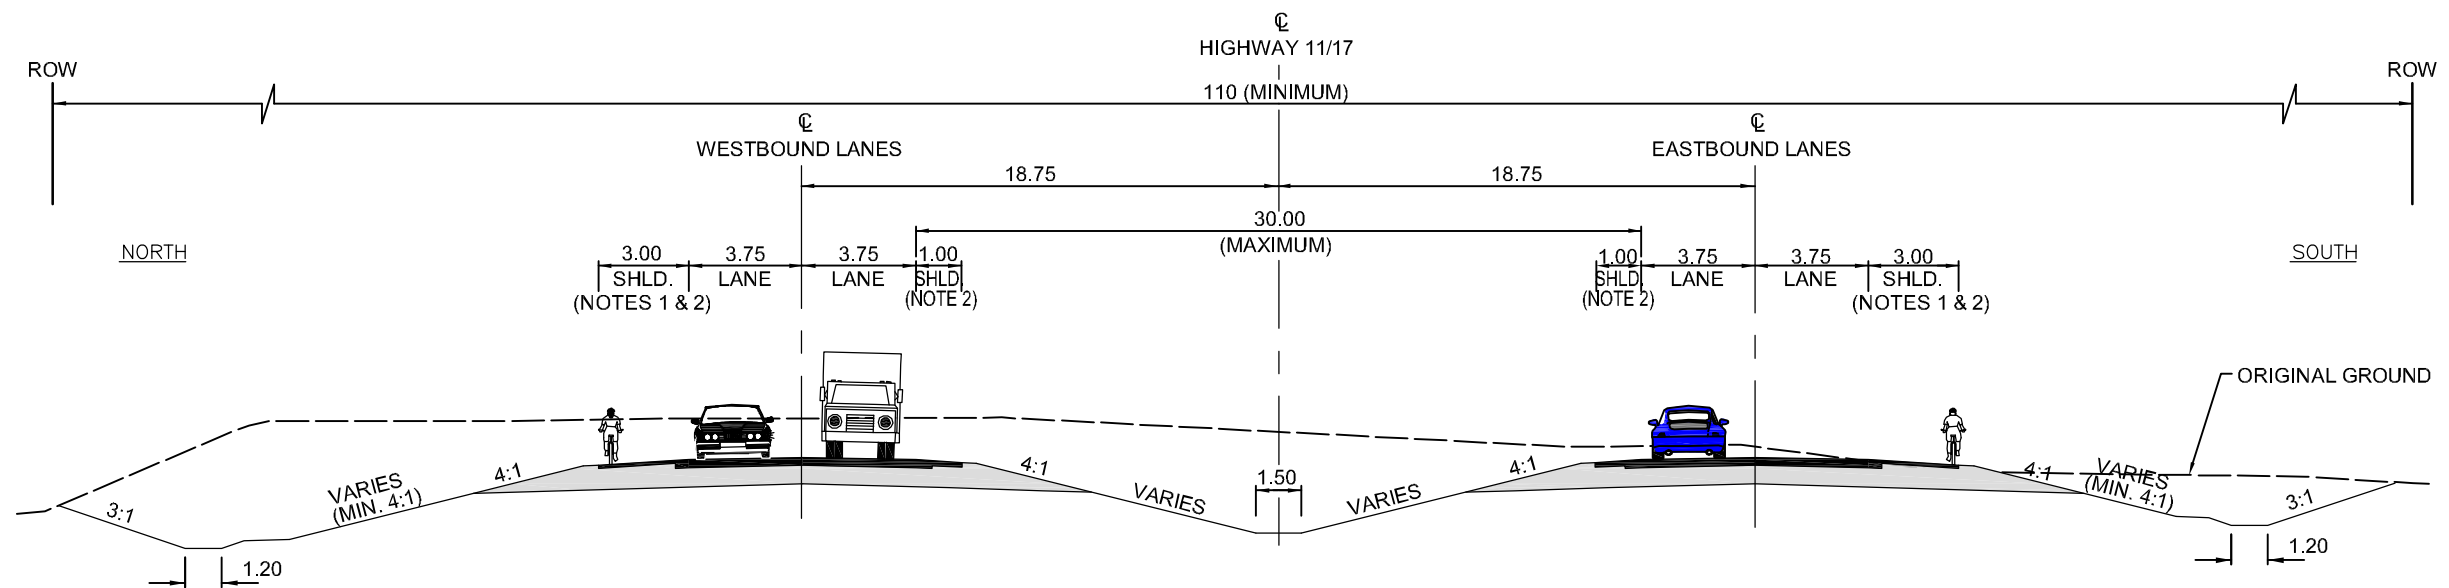 ℄
HIGHWAY 11/17
ROW
ROW
110 (MINIMUM)
℄
WESTBOUND LANES
℄
EASTBOUND LANES
18.75
18.75
30.00
(MAXIMUM)
NORTH
SOUTH
3.00
SHLD.
(NOTES 1 & 2)
3.75
LANE
3.75
LANE
1.00
SHLD.
(NOTE 2)
1.00
SHLD.
(NOTE 2)
3.75
LANE
3.75
LANE
3.00
SHLD.
(NOTES 1 & 2)
ORIGINAL GROUND
3:1
VARIES
(MIN. 4:1)
4:1
4:1
VARIES
1.50
VARIES
4:1
4:1
VARIES
(MIN. 4:1)
3:1
1.20
1.20